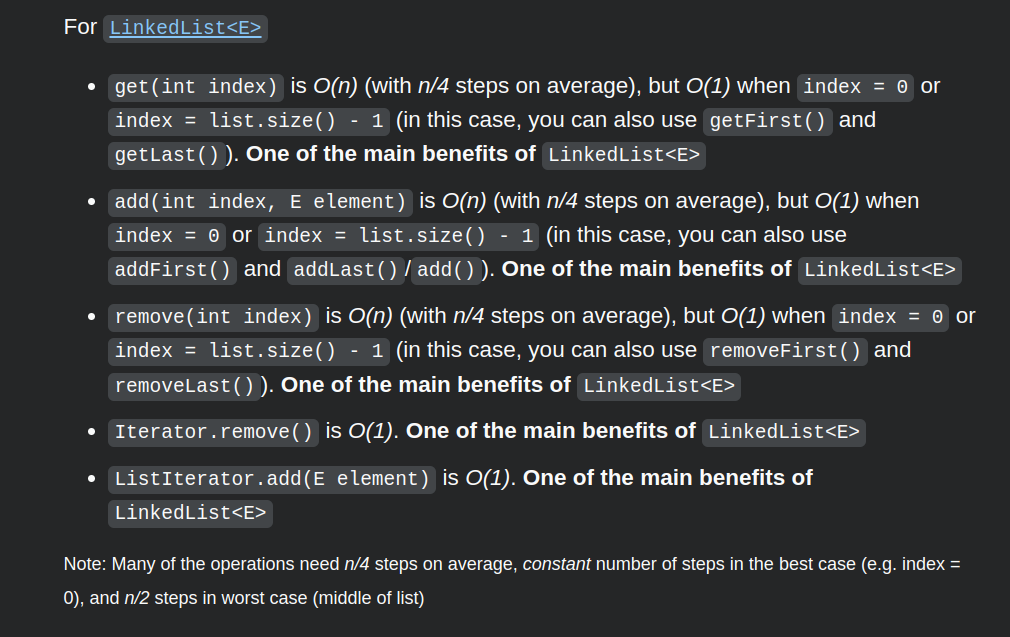 For LinkedList<E>
• get(int index) is O(n) (with n/4 steps on average), but O(1) when index = 0 or
index = list.size() - 1 (in this case, you can also use getFirst() and
getLast()). One of the main benefits of LinkedList<E>
• add(int index, E element) is O(n) (with n/4 steps on average), but O(1) when
index = 0 or index = list.size() - 1 (in this case, you can also use
addFirst() and addLast()/add()). One of the main benefits of LinkedList<E>
• remove(int index) is O(n) (with n/4 steps on average), but O(1) when index = 0 or
index = list.size() - 1 (in this case, you can also use removeFirst() and
removeLast()). One of the main benefits of LinkedList<E>
• Iterator.remove() is O(1). One of the main benefits of LinkedList<E>
• ListIterator.add(E element) is O(1). One of the main benefits of
LinkedList<E>
Note: Many of the operations need n/4 steps on average, constant number of steps in the best case (e.g. index =
0), and n/2 steps in worst case (middle of list)